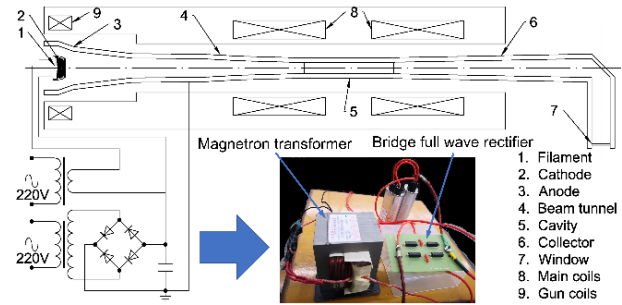 9
8
6
4
3
2
1
5
7
Magnetron transformer
Bridge full wave rectifier
220V
220V
1. Filament
2. Cathode
3. Anode
4. Beam tunnel
5. Cavity
6. Collector
7. Window
8. Main coils
9. Gun coils